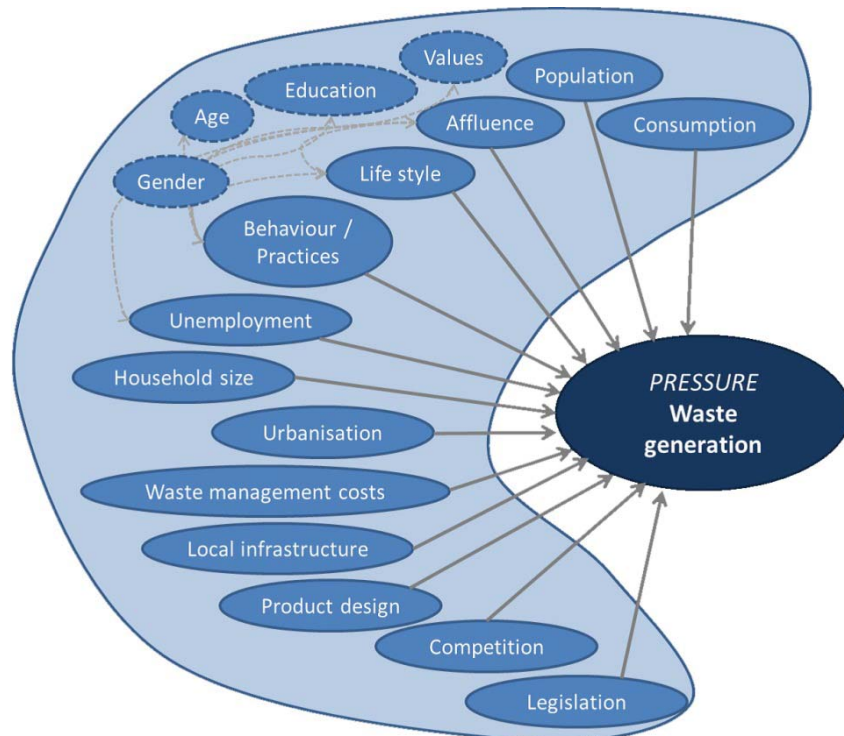 Values
Population
Education
Age
Affluence
Consumption
Gender
Life style
Behaviour /
Practices
Unemployment
Household size
PRESSURE
Waste
generation
Urbanisation
Waste management costs
Local infrastructure
Product design
Competition
Legislation